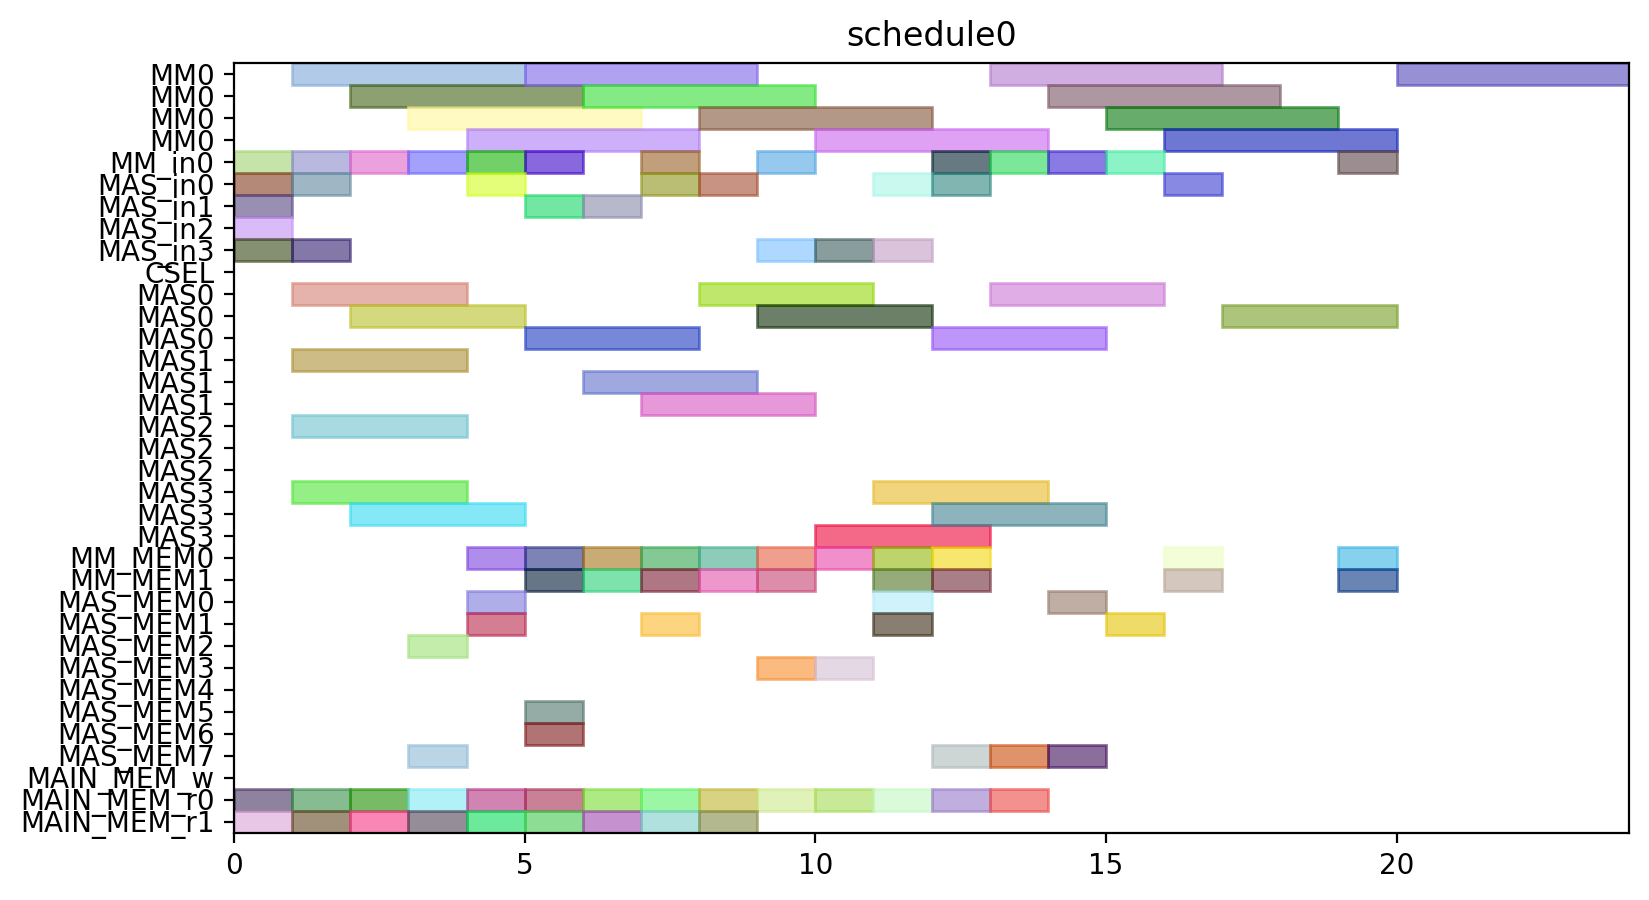 schedule0
MM0
MM0
MM0
MM0
MM_in0
MAS_in0
MAS_in1
MAS_in2
MAS_in3
CSEL
MAS0
MAS0
MAS0
MAS1
MAS1
MAS1
MAS2
MAS2
MAS2
MAS3
MAS3
MAS3
MM_MEM0
MM_MEM1
MAS_MEM0
MAS_MEM1
MAS_MEM2
MAS_MEM3
MAS_MEM4
MAS_MEM5
MAS_MEM6
MAS_MEM7
MAIN_MEM_w
MAIN_MEM_r0
MAIN_MEM_r1
0 5 10 15 20